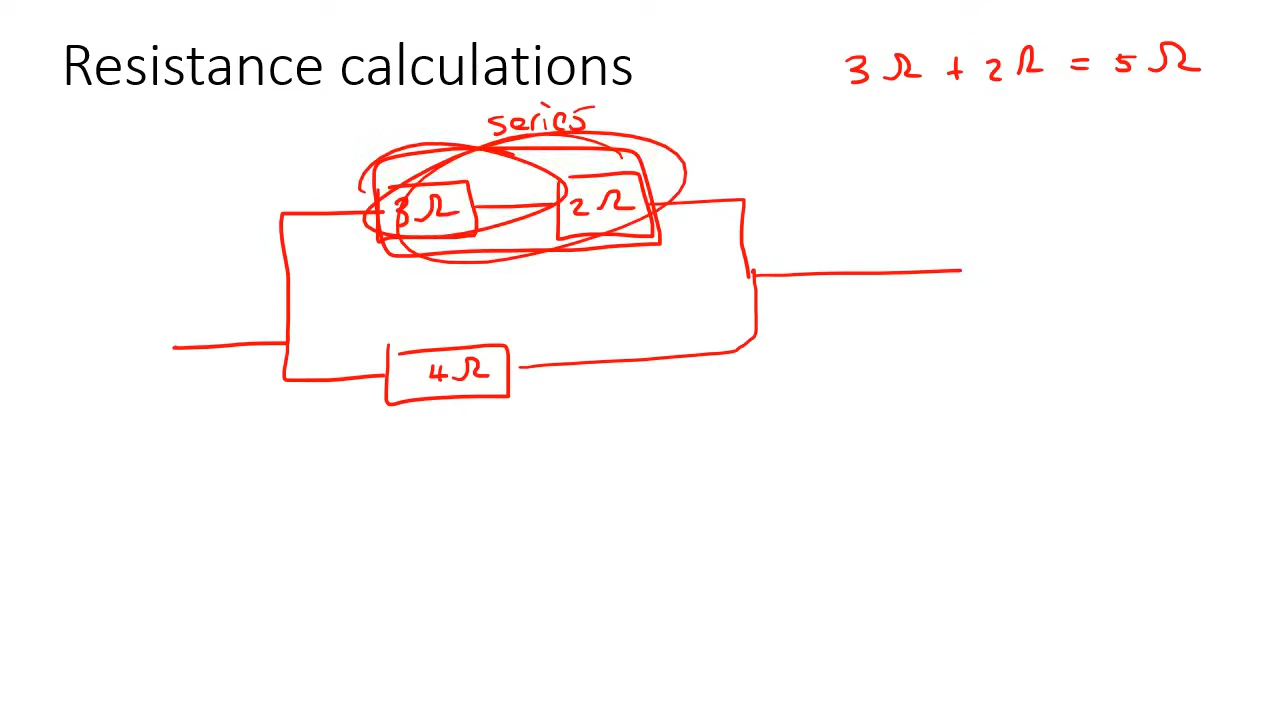 Resistance calculations
3 Ω + 2 Ω = 5 Ω
series
3 Ω
2 Ω
4 Ω